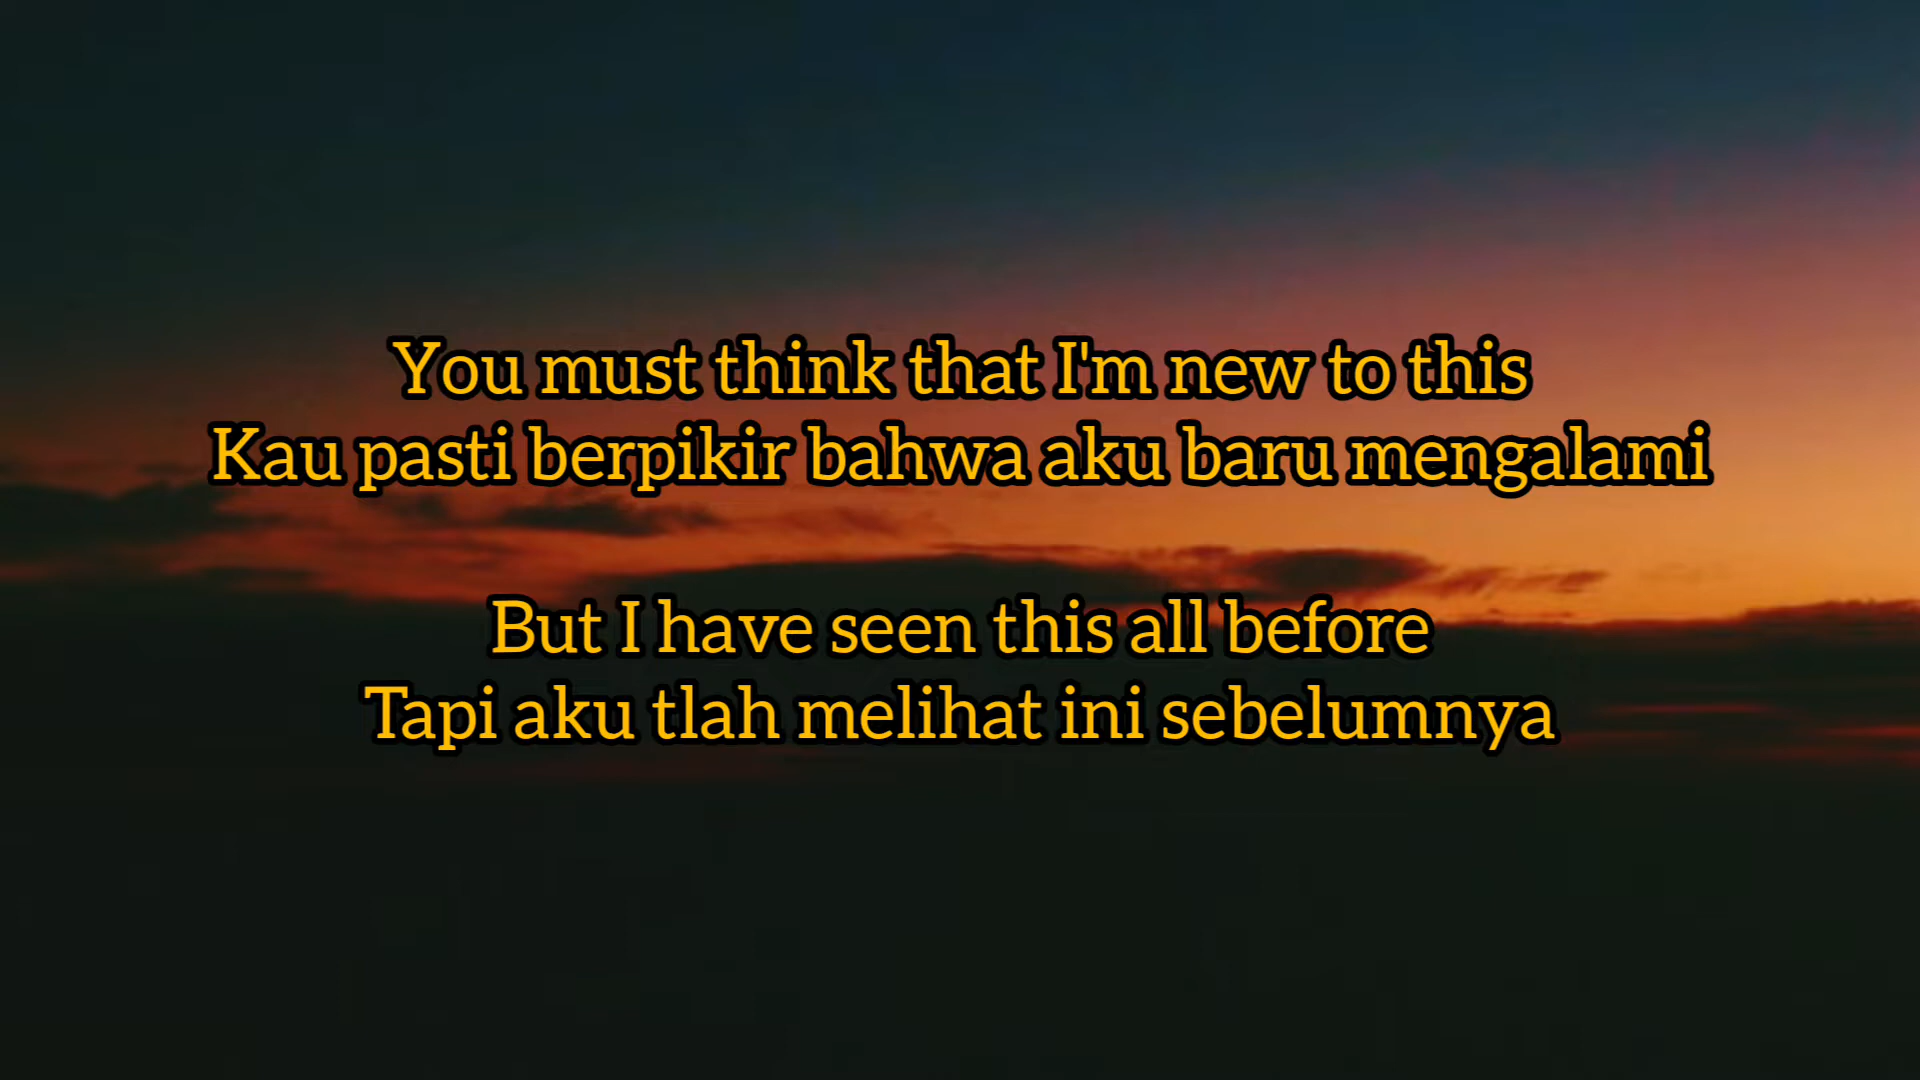 You must think that I'm new to this
Kau pasti berpikir bahwa aku baru mengalami
But I have seen this all before
Tapi aku tlah melihat ini sebelumnya